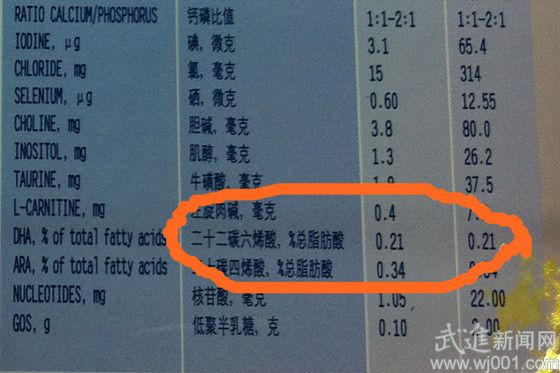 RATIO CALCIUM/PHOSPHORUS 钙磷比值 1:1-2:1 1:1-2:1
IODINE, μg 碘, 微克 3.1 65.4
CHLORIDE, mg 氯, 毫克 15 314
SELENIUM, μg 硒, 微克 0.60 12.55
CHOLINE, mg 胆碱, 毫克 3.8 80.0
INOSITOL, mg 肌醇, 毫克 1.3 26.2
TAURINE, mg 牛磺酸, 毫克 37.5
L-CARNITINE, mg 旋肉碱, 毫克 0.4
DHA, % of total fatty acids 二十二碳六烯酸, %总脂肪酸 0.21 0.21
ARA, % of total fatty acids 十碳四烯酸, %总脂肪酸 0.34
NUCLEOTIDES, mg 核苷酸, 毫克 1.05 22.00
GOS, g 低聚半乳糖, 克 0.10
武進新闻网
www.wj001.com